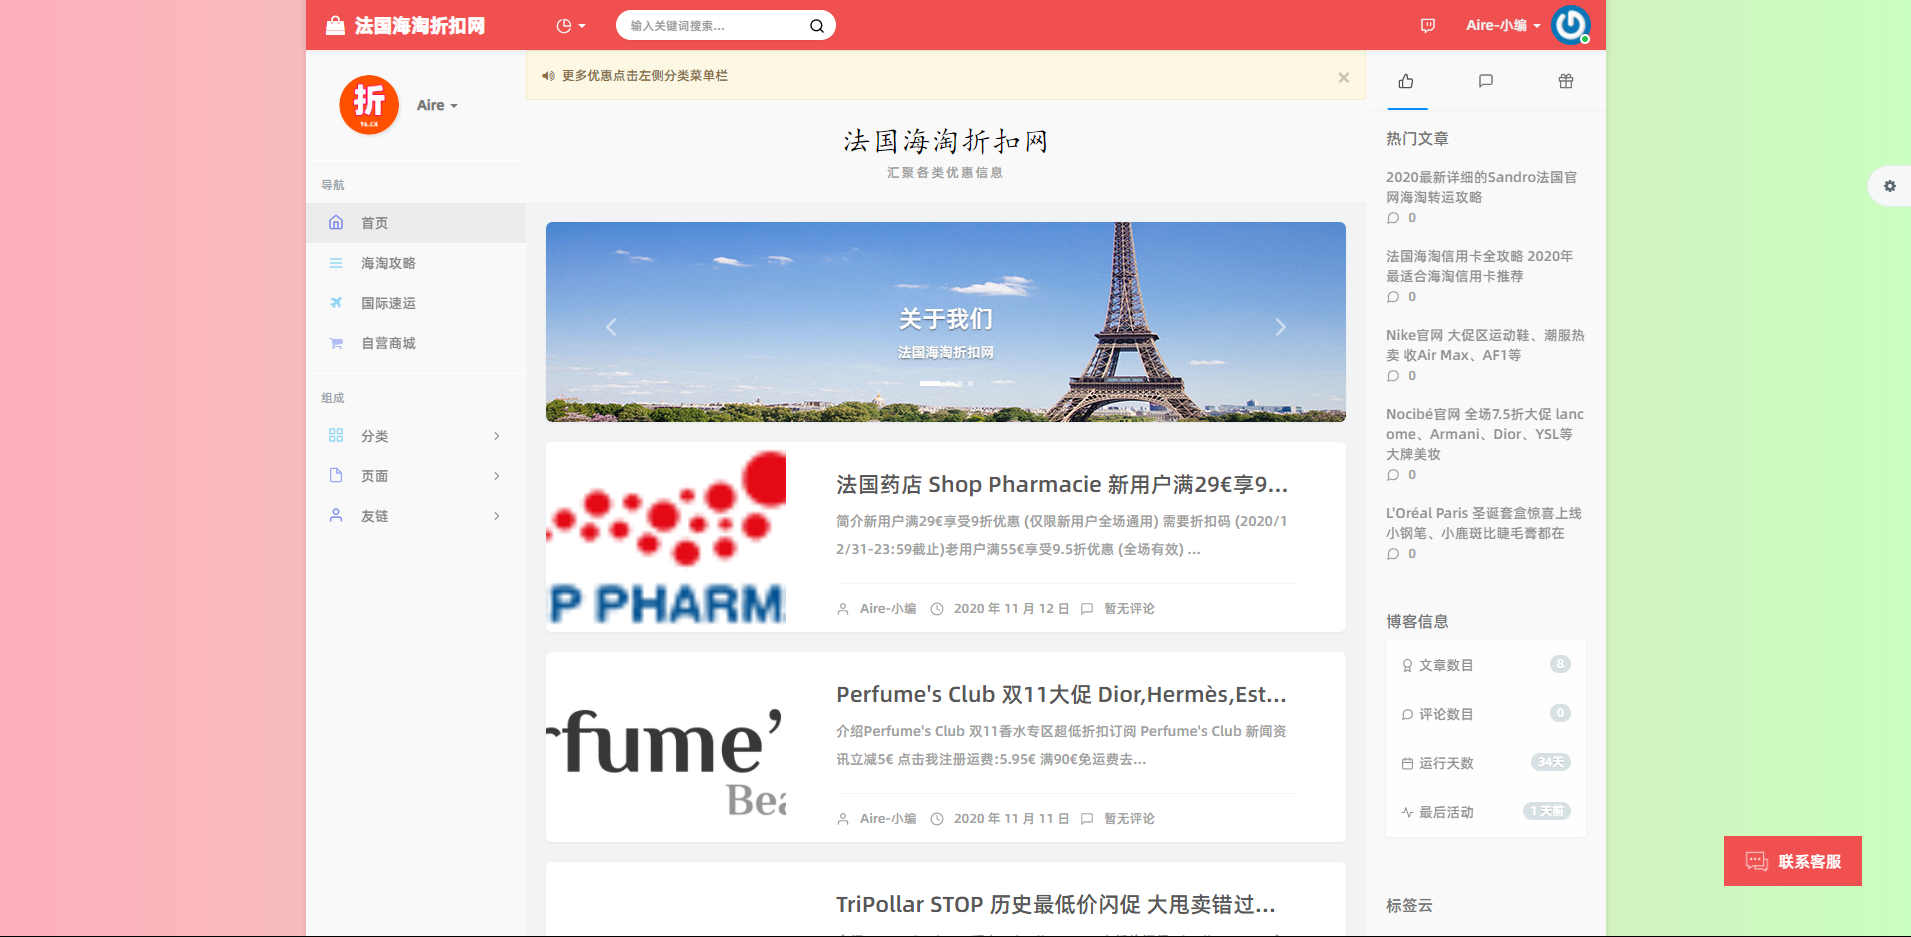 法国海淘折扣网
输入关键词搜索...
Aire-小编
折
T6.CX
Aire
导航
首页
海淘攻略
国际速运
自营商城
组成
分类
页面
友链
更多优惠点击左侧分类菜单栏
×
法国海淘折扣网
汇聚各类优惠信息
关于我们
法国海淘折扣网
P PHARM
法国药店 Shop Pharmacie 新用户满29€享9...
简介新用户满29€享受9折优惠 (仅限新用户全场通用) 需要折扣码 (2020/1
2/31-23:59截止)老用户满55€享受9.5折优惠 (全场有效) ...
Aire-小编 2020 年 11 月 12 日 暂无评论
rfume’
Bea
Perfume's Club 双11大促 Dior,Hermès,Est...
介绍Perfume's Club 双11香水专区超低折扣订阅 Perfume's Club 新闻资
讯立减5€ 点击我注册运费:5.95€ 满90€免运费去...
Aire-小编 2020 年 11 月 11 日 暂无评论
TriPollar STOP 历史最低价闪促 大甩卖错过...
热门文章
2020最新详细的Sandro法国官
网海淘转运攻略
0
法国海淘信用卡全攻略 2020年
最适合海淘信用卡推荐
0
Nike官网 大促区运动鞋、潮服热
卖 收Air Max、AF1等
0
Nocibé官网 全场7.5折大促 lanc
ome、Armani、Dior、YSL等
大牌美妆
0
L'Oréal Paris 圣诞套盒惊喜上线
小钢笔、小鹿斑比睫毛膏都在
0
博客信息
文章数目 8
评论数目 0
运行天数 34天
最后活动 1 天前
标签云
联系客服